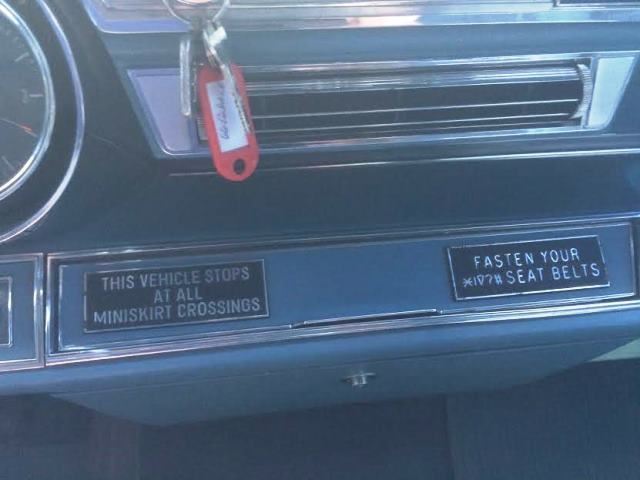 THIS VEHICLE STOPS
AT ALL
MINISKIRT CROSSINGS
FASTEN YOUR
*!?# SEAT BELTS